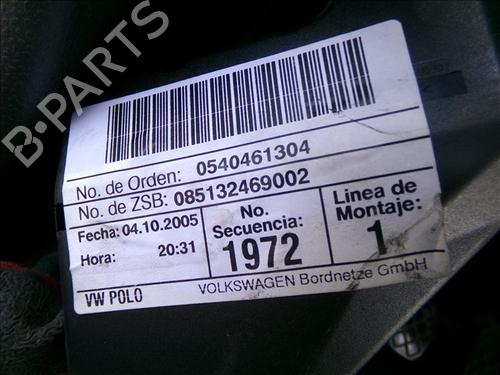 B-PARTS
No. de Orden: 0540461304
No. de ZSB: 085132469002
Fecha: 04.10.2005
Hora: 20:31
No. Secuencia:
1972
Linea de Montaje:
1
VW POLO
VOLKSWAGEN Bordnetze GmbH